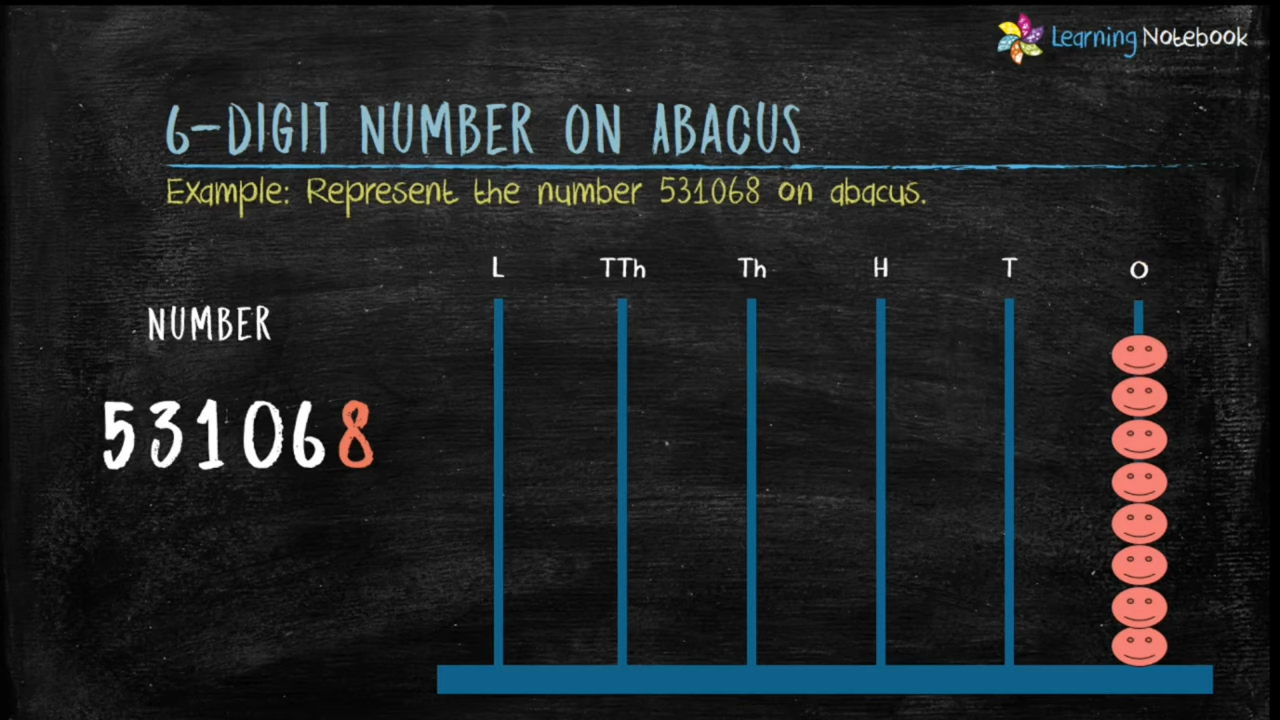 Learning Notebook
6-DIGIT NUMBER ON ABACUS
Example: Represent the number 531068 on abacus.
L TTh Th H T O
NUMBER
531068